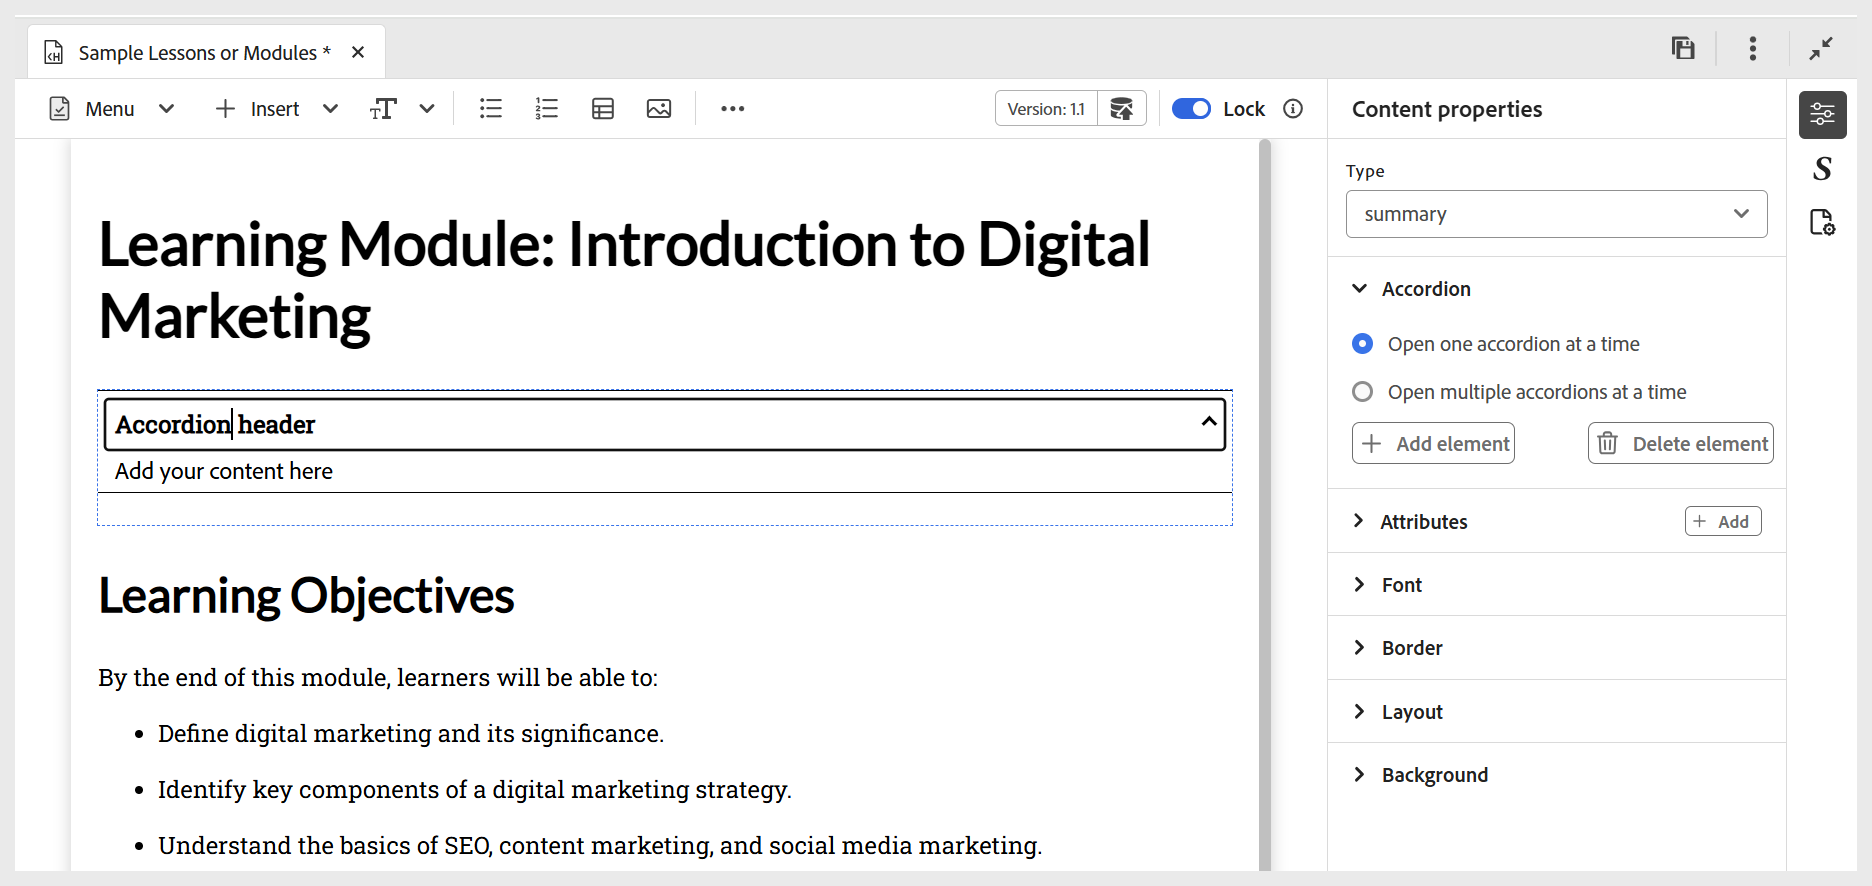 Sample Lessons or Modules *
Menu
Insert
Version: 1.1
Lock
Learning Module: Introduction to Digital
Marketing
Accordion header
Add your content here
Learning Objectives
By the end of this module, learners will be able to:
• Define digital marketing and its significance.
• Identify key components of a digital marketing strategy.
• Understand the basics of SEO, content marketing, and social media marketing.
Content properties
Type
summary
Accordion
Open one accordion at a time
Open multiple accordions at a time
Add element
Delete element
Attributes
Add
Font
Border
Layout
Background
S